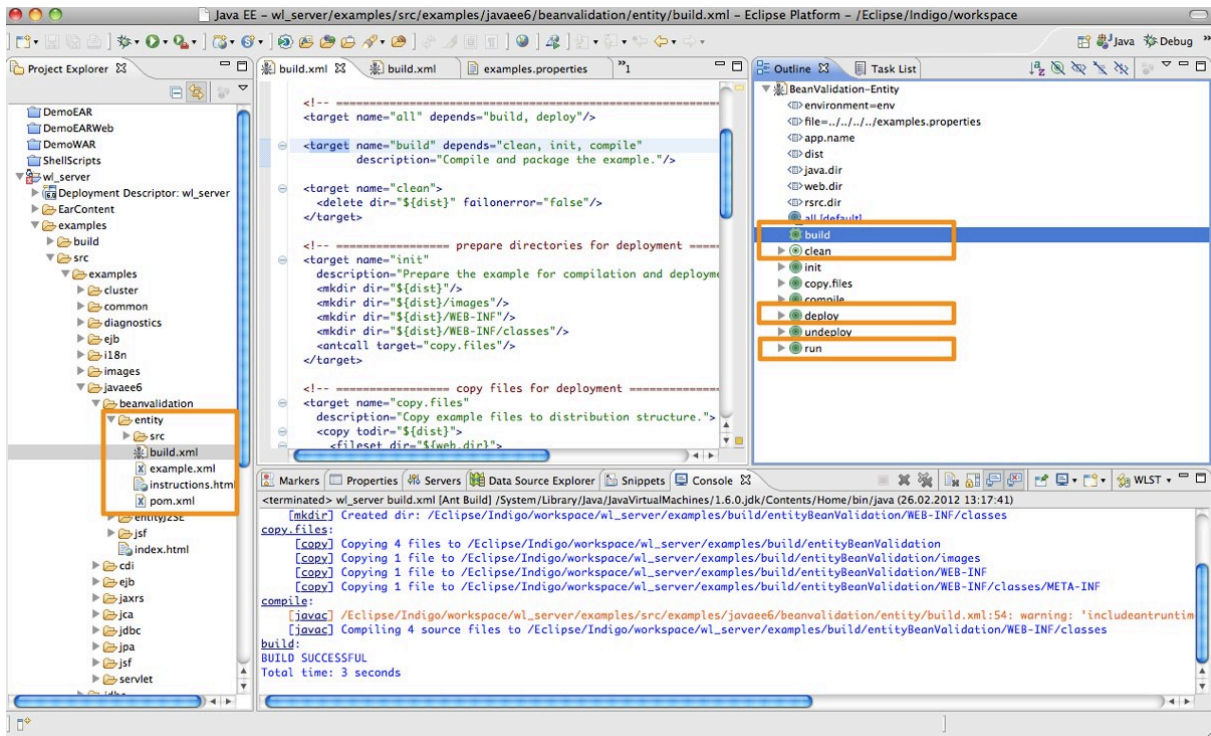 Java EE - wl_server/examples/src/examples/javaee6/beanvalidation/entity/build.xml - Eclipse Platform - /Eclipse/Indigo/workspace
Java Debug »
Project Explorer
DemoEAR
DemoEARWeb
DemoWAR
ShellScripts
wl_server
Deployment Descriptor: wl_server
EarContent
examples
build
src
examples
cluster
common
diagnostics
ejb
i18n
images
javaee6
beanvalidation
entity
src
build.xml
example.xml
instructions.html
pom.xml
entityJ2SE
jsf
index.html
cdi
ejb
jaxrs
jca
jdbc
jpa
jsf
servlet
build.xml build.xml examples.properties »1
<!-- ========================================================
<target name="all" depends="build, deploy"/>
<target name="build" depends="clean, init, compile"
description="Compile and package the example."/>
<target name="clean">
<delete dir="${dist}" failonerror="false"/>
</target>
<!-- ================= prepare directories for deployment =====
<target name="init"
description="Prepare the example for compilation and deployme
<mkdir dir="${dist}"/>
<mkdir dir="${dist}/images"/>
<mkdir dir="${dist}/WEB-INF"/>
<mkdir dir="${dist}/WEB-INF/classes"/>
<antcall target="copy.files"/>
</target>
<!-- ================= copy files for deployment ==============
<target name="copy.files"
description="Copy example files to distribution structure.">
<copy todir="${dist}">
<fileset dir="${web.dir}">
Outline Task List
BeanValidation-Entity
environment=env
file=../../../../examples.properties
app.name
dist
java.dir
web.dir
rsrc.dir
all [default]
build
clean
init
copy.files
compile
deploy
undeploy
run
Markers Properties Servers Data Source Explorer Snippets Console WLST
<terminated> wl_server build.xml [Ant Build] /System/Library/Java/JavaVirtualMachines/1.6.0.jdk/Contents/Home/bin/java (26.02.2012 13:17:41)
[mkdir] Created dir: /Eclipse/Indigo/workspace/wl_server/examples/build/entityBeanValidation/WEB-INF/classes
copy.files:
[copy] Copying 4 files to /Eclipse/Indigo/workspace/wl_server/examples/build/entityBeanValidation
[copy] Copying 1 file to /Eclipse/Indigo/workspace/wl_server/examples/build/entityBeanValidation/images
[copy] Copying 1 file to /Eclipse/Indigo/workspace/wl_server/examples/build/entityBeanValidation/WEB-INF
[copy] Copying 1 file to /Eclipse/Indigo/workspace/wl_server/examples/build/entityBeanValidation/WEB-INF/classes/META-INF
compile:
[javac] /Eclipse/Indigo/workspace/wl_server/examples/src/examples/javaee6/beanvalidation/entity/build.xml:54: warning: 'includeantruntim
[javac] Compiling 4 source files to /Eclipse/Indigo/workspace/wl_server/examples/build/entityBeanValidation/WEB-INF/classes
build:
BUILD SUCCESSFUL
Total time: 3 seconds